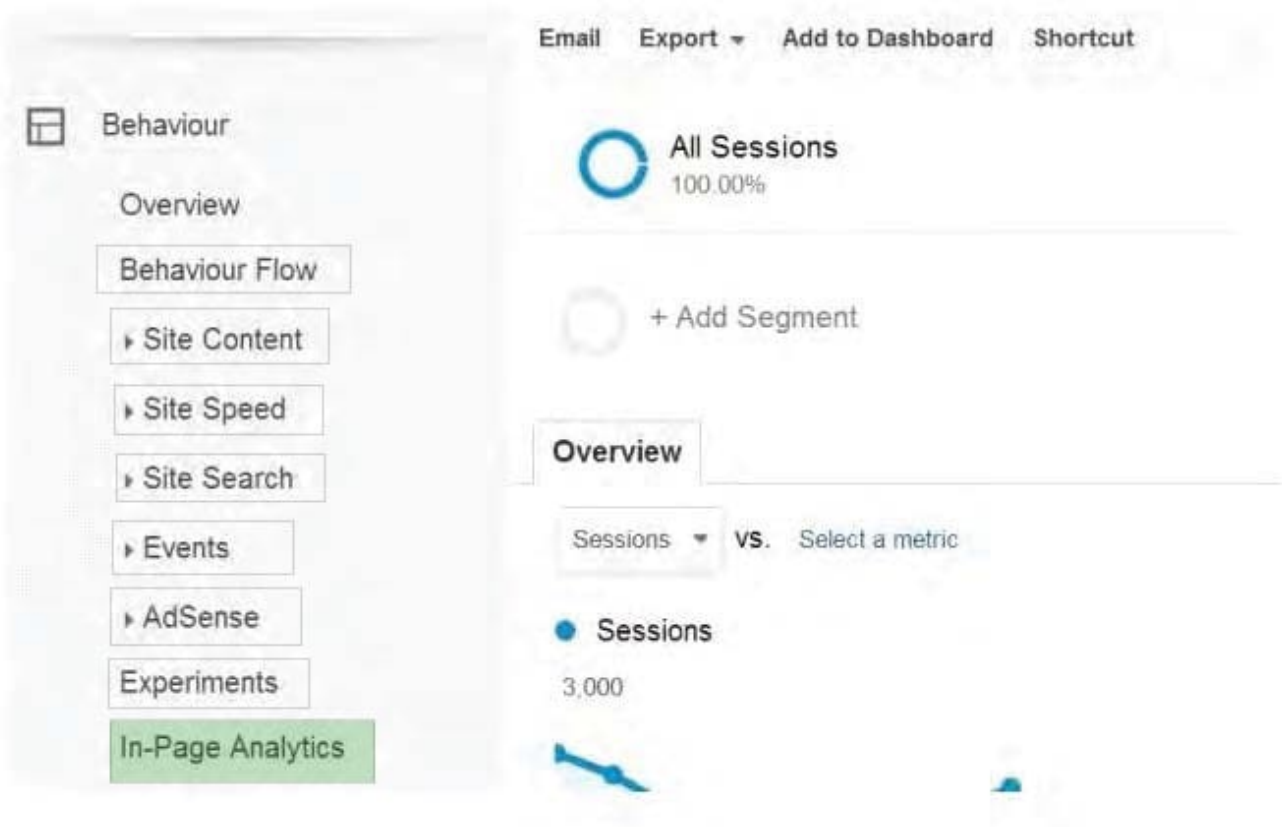 Email Export Add to Dashboard Shortcut
Behaviour
Overview
Behaviour Flow
Site Content
Site Speed
Site Search
Events
AdSense
Experiments
In-Page Analytics
All Sessions
100.00%
+ Add Segment
Overview
Sessions vs. Select a metric
Sessions
3,000